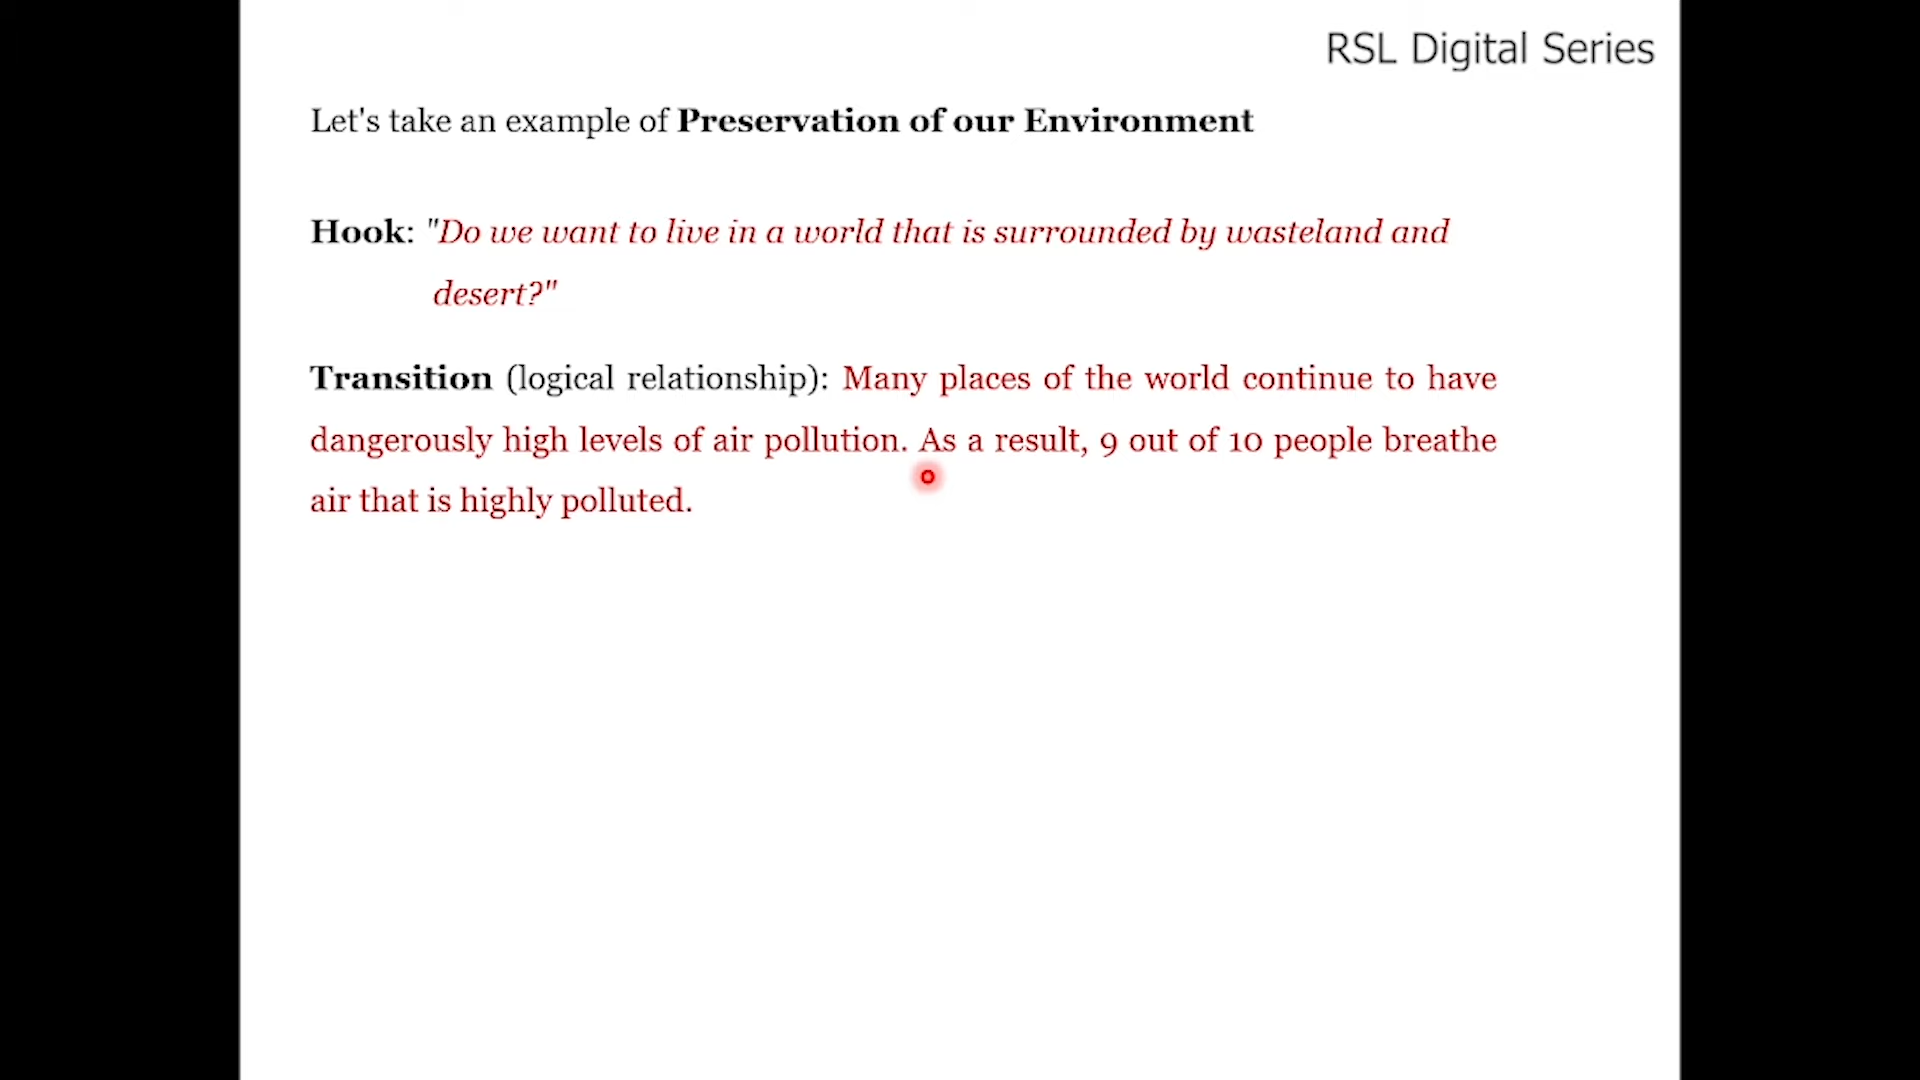 RSL Digital Series
Let's take an example of Preservation of our Environment
Hook: "Do we want to live in a world that is surrounded by wasteland and
desert?"
Transition (logical relationship): Many places of the world continue to have
dangerously high levels of air pollution. As a result, 9 out of 10 people breathe
air that is highly polluted.